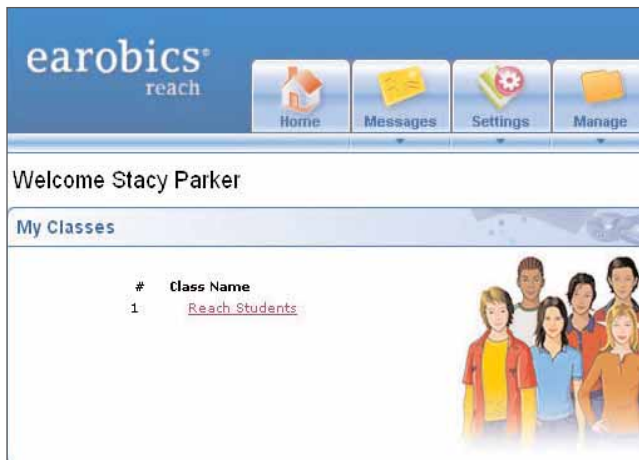 earobics®
reach
Home
Messages
Settings
Manage
Welcome Stacy Parker
My Classes
# Class Name
1 Reach Students